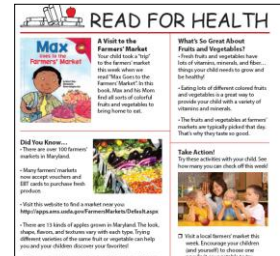 READ FOR HEALTH
Max
Goes to the
Farmers' Market
A Visit to the
Farmers' Market
Your child took a "trip"
to the farmers' market
this week when we
read "Max Goes to the
Farmers' Market". In this
book, Max and his Mom
find all sorts of colorful
fruits and vegetables to
bring home to eat.
Did You Know...
• There are over 100 farmers'
markets in Maryland.
• Many farmers' markets
now accept vouchers and
EBT cards to purchase fresh
produce.
• Visit this website to find a market near you:
http://apps.ams.usda.gov/FarmersMarkets/Default.aspx
• There are 15 kinds of apples grown in Maryland. The look,
shape, flavors, and textures vary with each type. Trying
different varieties of the same fruit or vegetable can help
you and your children discover your favorites!
What's So Great About
Fruits and Vegetables?
• Fresh fruits and vegetables have
lots of vitamins, minerals, and fiber...
things your child needs to grow and
be healthy!
• Eating lots of different colored fruits
and vegetables is a great way to
provide your child with a variety of
vitamins and minerals.
• The fruits and vegetables at farmers'
markets are typically picked that day.
That's why they taste so good.
Take Action!
Try these activities with your child. See
how many you can check off this week!
❒ Visit a local farmers' market this
week. Encourage your children
(and yourself) to choose one